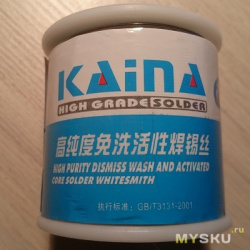 KAINA
HIGH GRADE SOLDER
高纯度免洗活性焊锡丝
HIGH PURITY DISMISS WASH AND ACTIVATED
CORE SOLDER WHITESMITH
执行标准: GB/T3131-2001
MYSKU.ru